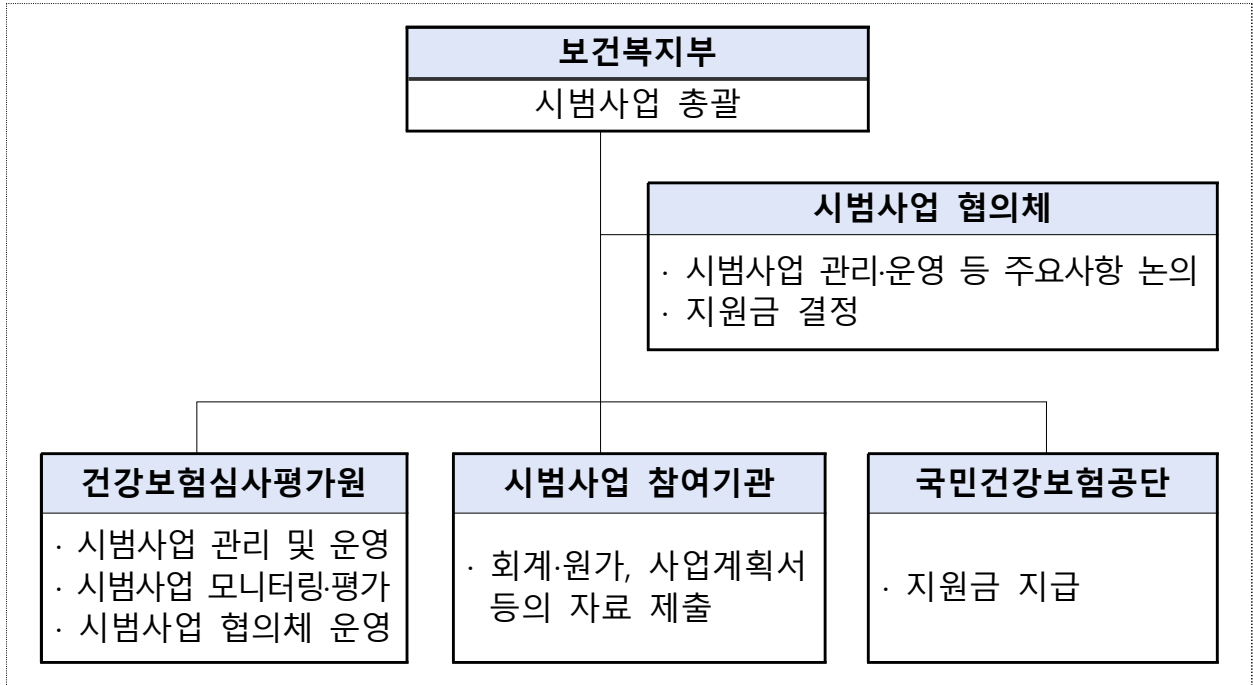 보건복지부
시범사업 총괄
시범사업 협의체
· 시범사업 관리·운영 등 주요사항 논의
· 지원금 결정
건강보험심사평가원
· 시범사업 관리 및 운영
· 시범사업 모니터링·평가
· 시범사업 협의체 운영
시범사업 참여기관
· 회계·원가, 사업계획서
등의 자료 제출
국민건강보험공단
· 지원금 지급